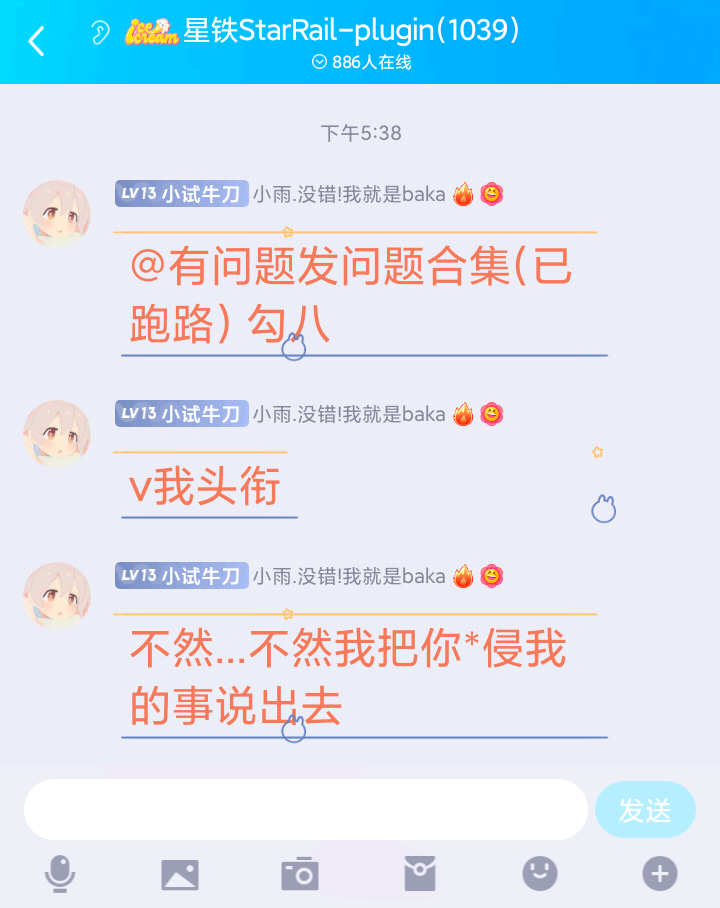 ice cream 星铁StarRail-plugin(1039)
886人在线
下午5:38
LV13 小试牛刀 小雨.没错!我就是baka
@有问题发问题合集(已
跑路) 勾八
LV13 小试牛刀 小雨.没错!我就是baka
v我头衔
LV13 小试牛刀 小雨.没错!我就是baka
不然...不然我把你*侵我
的事说出去
发送